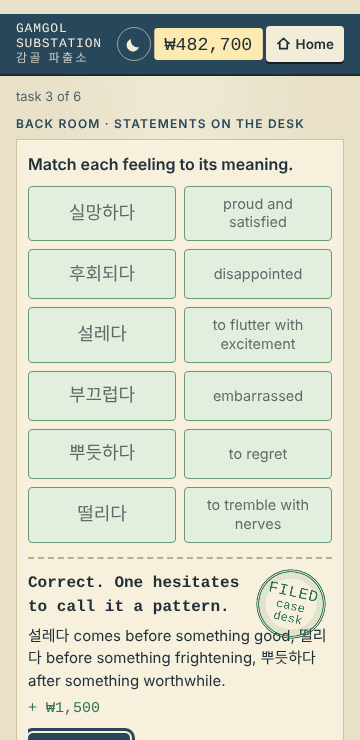 GAMGOL
SUBSTATION
감골 파출소
₩482,700
Home
task 3 of 6
BACK ROOM · STATEMENTS ON THE DESK
Match each feeling to its meaning.
실망하다
proud and
satisfied
후회되다
disappointed
설레다
to flutter with
excitement
부끄럽다
embarrassed
뿌듯하다
to regret
떨리다
to tremble with
nerves
Correct. One hesitates
to call it a pattern.
FILED
case
desk
설레다 comes before something good, 떨리
다 before something frightening, 뿌듯하다
after something worthwhile.
+ ₩1,500